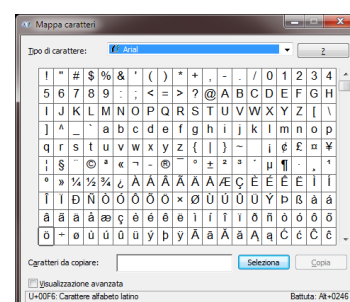 Mappa caratteri
Tipo di carattere: Arial ?
! " # $ % & ' ( ) * + , - . / 0 1 2 3 4
5 6 7 8 9 : ; < = > ? @ A B C D E F G H
I J K L M N O P Q R S T U V W X Y Z [ \
] ^ _ ` a b c d e f g h i j k l m n o p
q r s t u v w x y z { | } ~ ¡ ¢ £ ¤ ¥
¦ § ¨ © ª « ¬ - ® ¯ ° ± ² ³ ´ µ ¶ · ¸ ¹
º » ¼ ½ ¾ ¿ À Á Â Ã Ä Å Æ Ç È É Ê Ë Ì Í
Î Ï Ð Ñ Ò Ó Ô Õ Ö × Ø Ù Ú Û Ü Ý Þ ß à á
â ã ä å æ ç è é ê ë ì í î ï ð ñ ò ó ô õ
ö ÷ ø ù ú û ü ý þ ÿ Ā ā Ă ă Ą ą Ć ć Ĉ ĉ
Caratteri da copiare: Seleziona Copia
Visualizzazione avanzata
U+00F6: Carattere alfabeto latino Battuta: Alt+0246